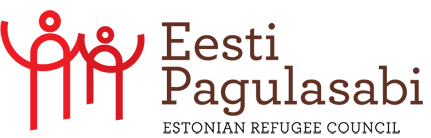 Eesti
Pagulasabi
ESTONIAN REFUGEE COUNCIL